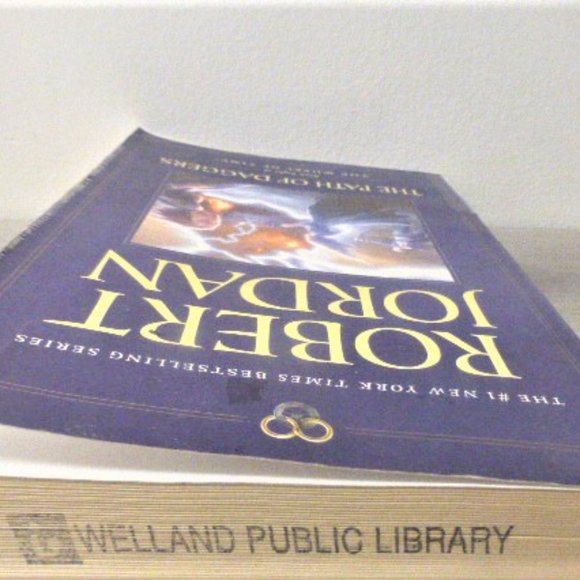 THE #1 NEW YORK TIMES BESTSELLING SERIES
ROBERT
JORDAN
THE PATH OF DAGGERS
WELLAND PUBLIC LIBRARY